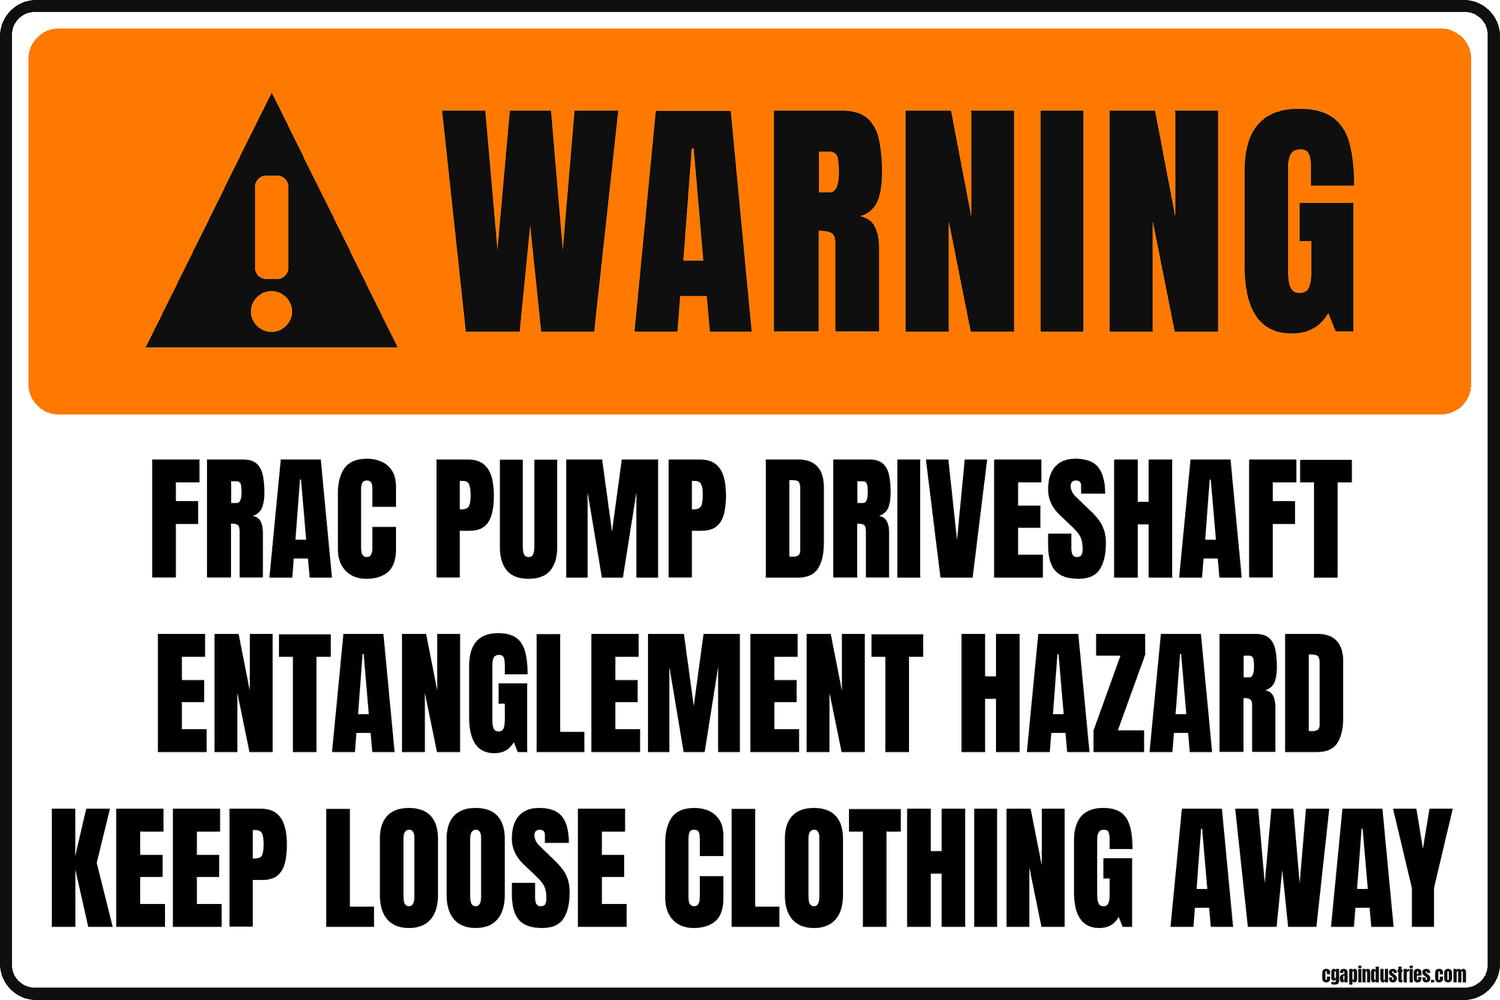 WARNING
FRAC PUMP DRIVESHAFT
ENTANGLEMENT HAZARD
KEEP LOOSE CLOTHING AWAY
cgapindustries.com